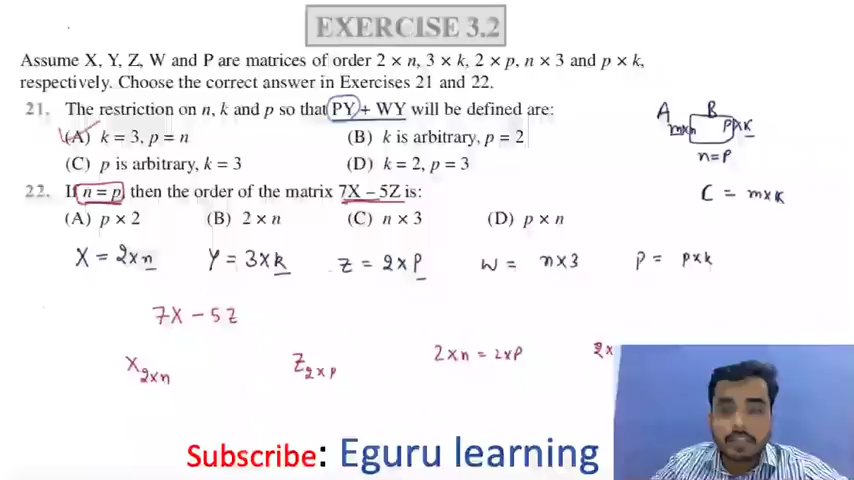 EXERCISE 3.2
Assume X, Y, Z, W and P are matrices of order 2 × n, 3 × k, 2 × p, n × 3 and p × k,
respectively. Choose the correct answer in Exercises 21 and 22.
21. The restriction on n, k and p so that PY + WY will be defined are:
(A) k = 3, p = n (B) k is arbitrary, p = 2
(C) p is arbitrary, k = 3 (D) k = 2, p = 3
22. If n = p, then the order of the matrix 7X – 5Z is:
(A) p × 2 (B) 2 × n (C) n × 3 (D) p × n
A B
m×n p×k
n=p
C = m×k
X = 2×n Y = 3×k Z = 2×p W = n×3 P = p×k
7X – 5Z
X 2×n Z 2×p 2×n = 2×p 2×
Subscribe: Eguru learning